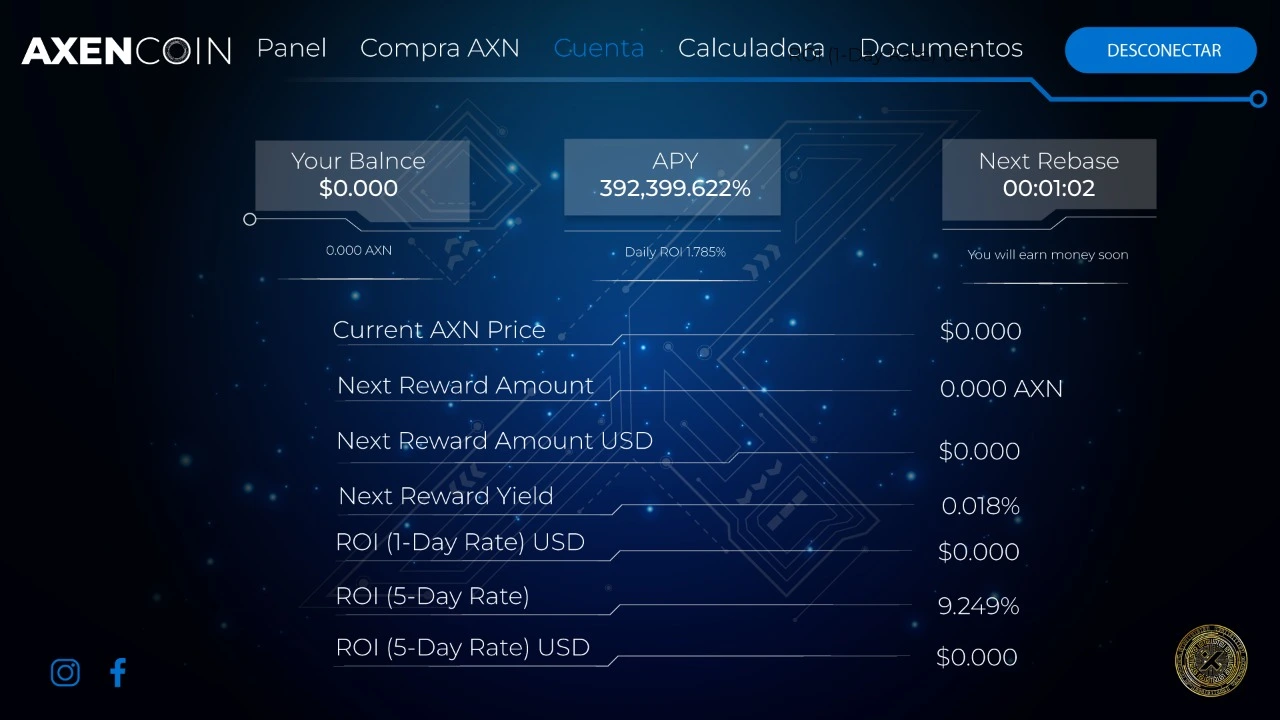 AXENCOIN Panel Compra AXN Cuenta Calculadora Documentos DESCONECTAR
ROI (1-Day
Your Balnce
$0.000
0.000 AXN
APY
392,399.622%
Daily ROI 1.785%
Next Rebase
00:01:02
You will earn money soon
Current AXN Price $0.000
Next Reward Amount 0.000 AXN
Next Reward Amount USD $0.000
Next Reward Yield 0.018%
ROI (1-Day Rate) USD $0.000
ROI (5-Day Rate) 9.249%
ROI (5-Day Rate) USD $0.000